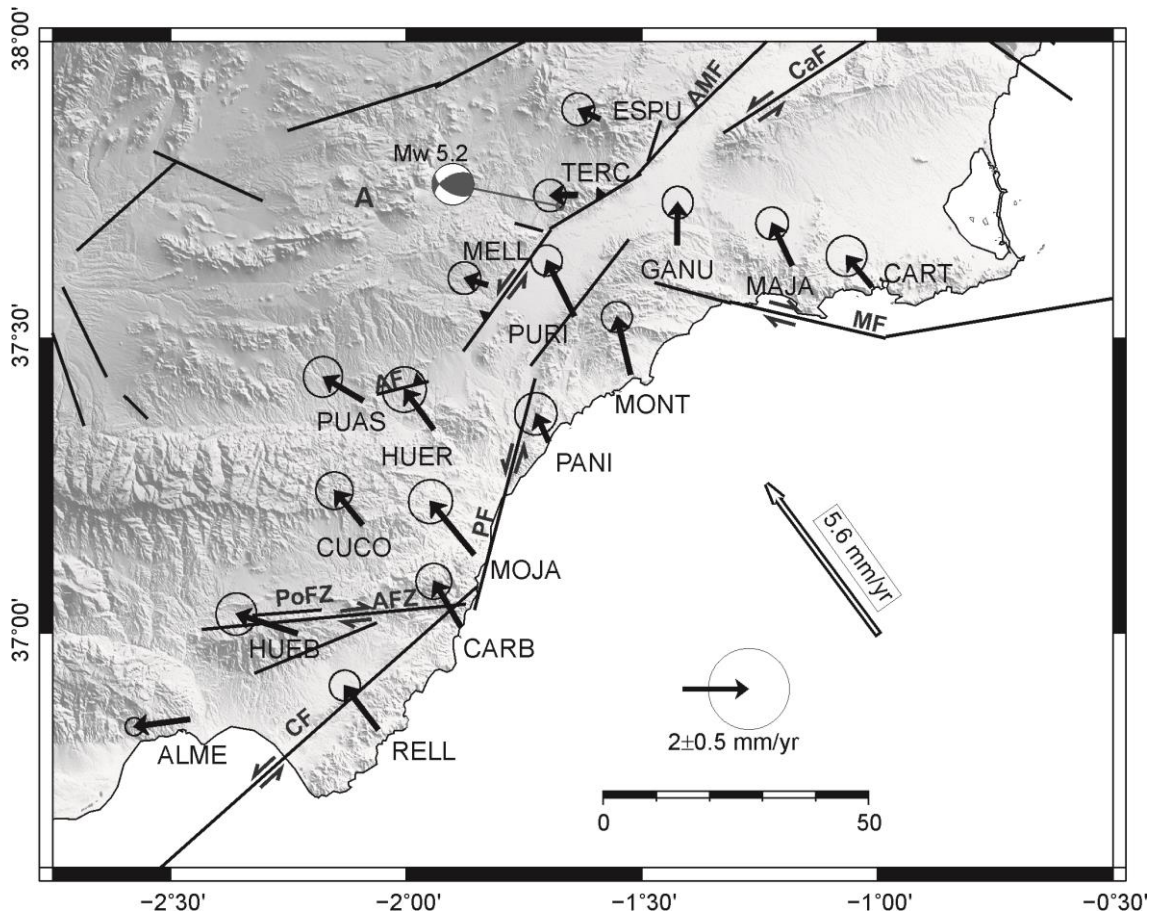 38°00'
CaF
AMF
ESPU
Mw 5.2
TERC
A
MELL
GANU
MAJA
CART
PURI
MF
37°30'
AF
PUAS
MONT
HUER
PANI
PF
5.6 mm/yr
CUCO
MOJA
PoFZ
AFZ
37°00'
HUEB
CARB
CF
ALME
RELL
2±0.5 mm/yr
0 50
−2°30' −2°00' −1°30' −1°00' −0°30'